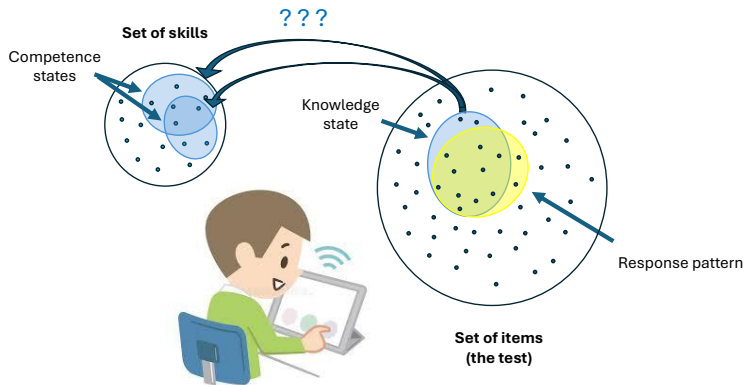 ? ? ?
Set of skills
Competence
states
Knowledge
state
Response pattern
Set of items
(the test)